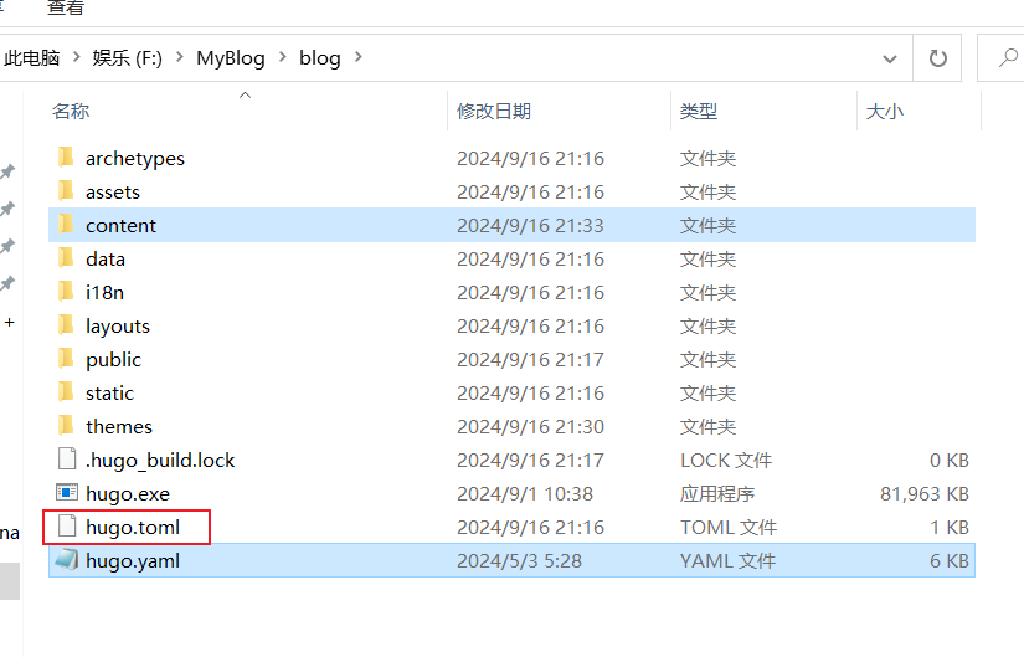 查看
此电脑 > 娱乐 (F:) > MyBlog > blog >
名称 修改日期 类型 大小
archetypes 2024/9/16 21:16 文件夹
assets 2024/9/16 21:16 文件夹
content 2024/9/16 21:33 文件夹
data 2024/9/16 21:16 文件夹
i18n 2024/9/16 21:16 文件夹
layouts 2024/9/16 21:16 文件夹
public 2024/9/16 21:17 文件夹
static 2024/9/16 21:16 文件夹
themes 2024/9/16 21:30 文件夹
.hugo_build.lock 2024/9/16 21:17 LOCK 文件 0 KB
hugo.exe 2024/9/1 10:38 应用程序 81,963 KB
na
hugo.toml 2024/9/16 21:16 TOML 文件 1 KB
hugo.yaml 2024/5/3 5:28 YAML 文件 6 KB